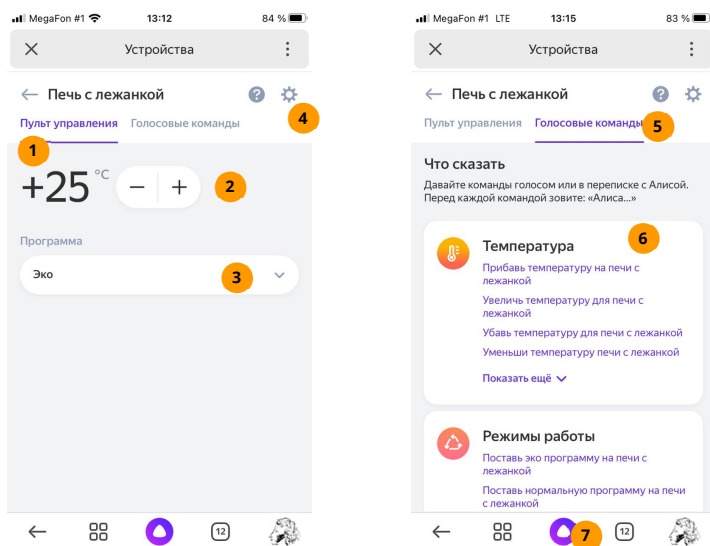 MegaFon #1
13:12
84 %
Устройства
Печь с лежанкой
?
4
Пульт управления
Голосовые команды
1
+25 °C
− +
2
Программа
Эко
3
12
MegaFon #1 LTE
13:15
83 %
Устройства
Печь с лежанкой
?
Пульт управления
Голосовые команды
5
Что сказать
Давайте команды голосом или в переписке с Алисой.
Перед каждой командой зовите: «Алиса...»
6
Температура
Прибавь температуру на печи с
лежанкой
Увеличь температуру для печи с
лежанкой
Убавь температуру для печи с лежанкой
Уменьши температуру печи с лежанкой
Показать ещё
Режимы работы
Поставь эко программу на печи с
лежанкой
Поставь нормальную программу на печи
с лежанкой
7
12